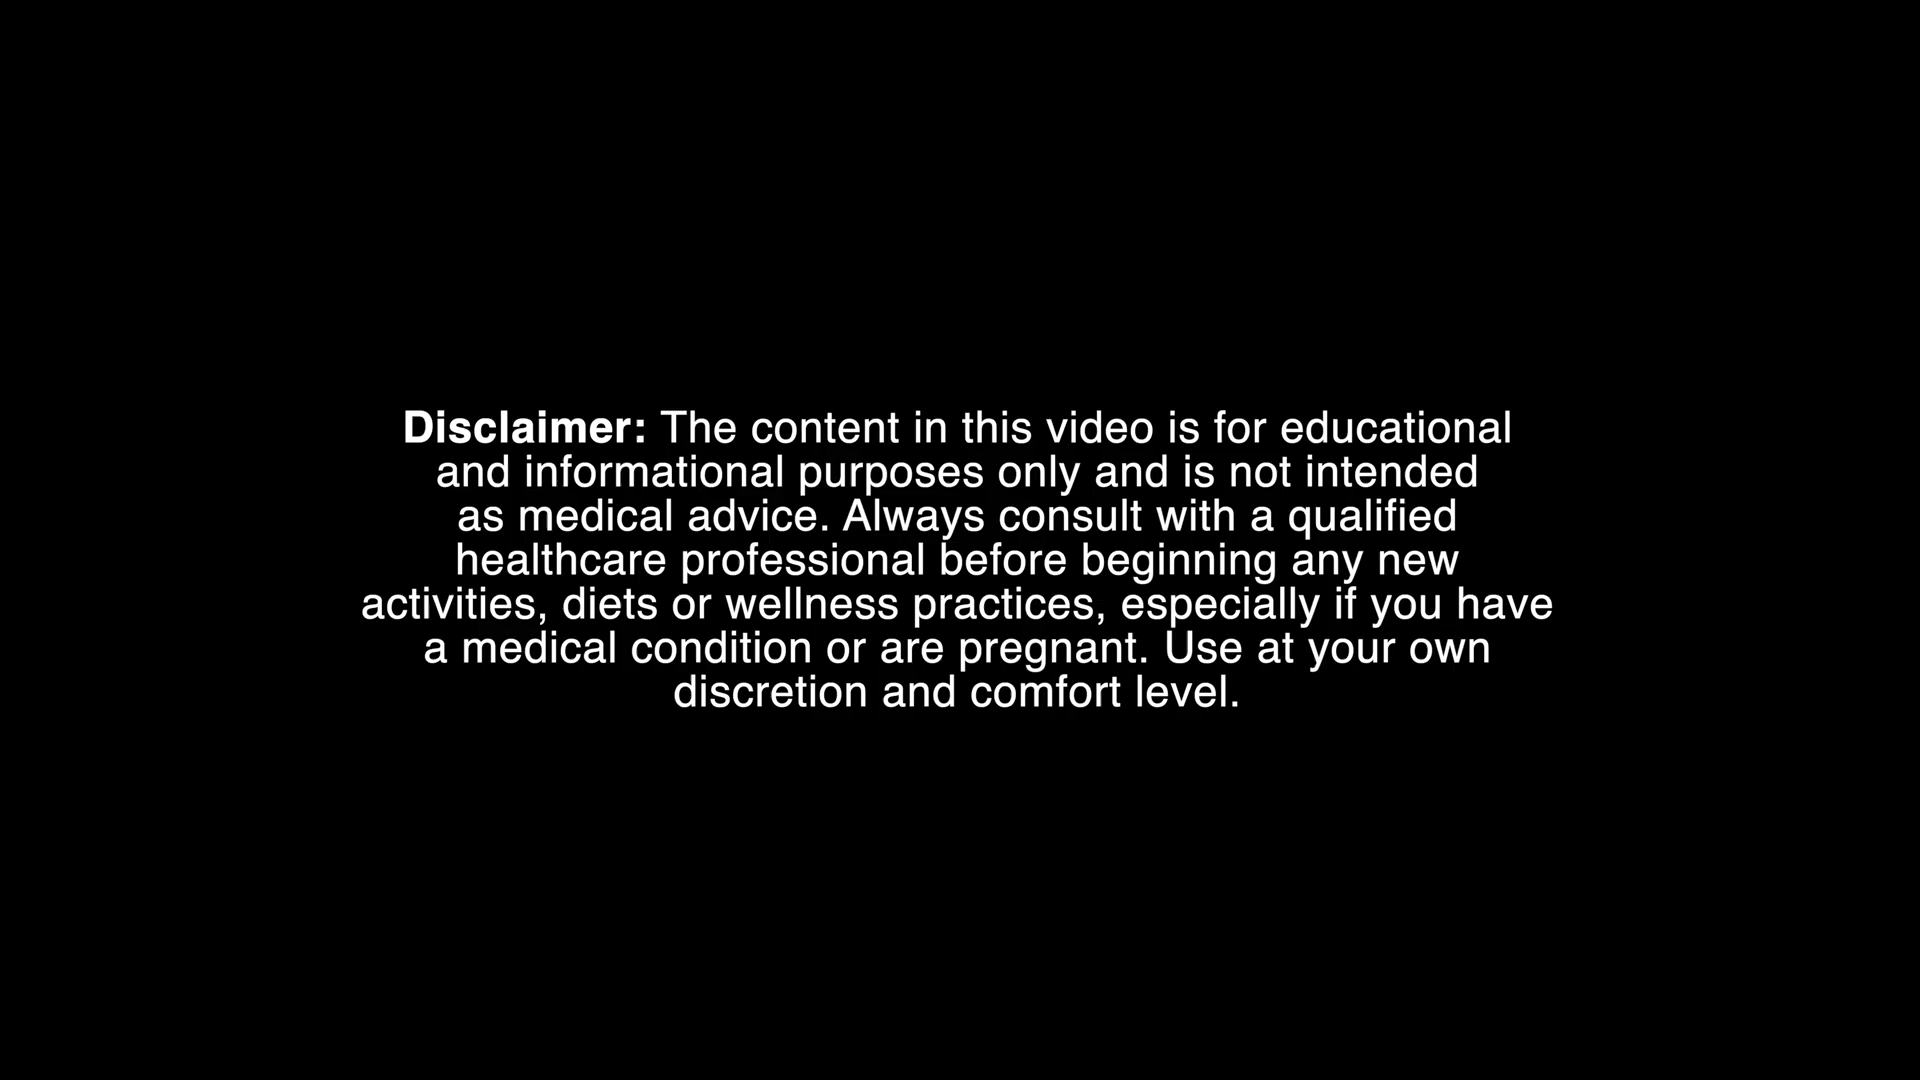 Disclaimer: The content in this video is for educational
and informational purposes only and is not intended
as medical advice. Always consult with a qualified
healthcare professional before beginning any new
activities, diets or wellness practices, especially if you have
a medical condition or are pregnant. Use at your own
discretion and comfort level.